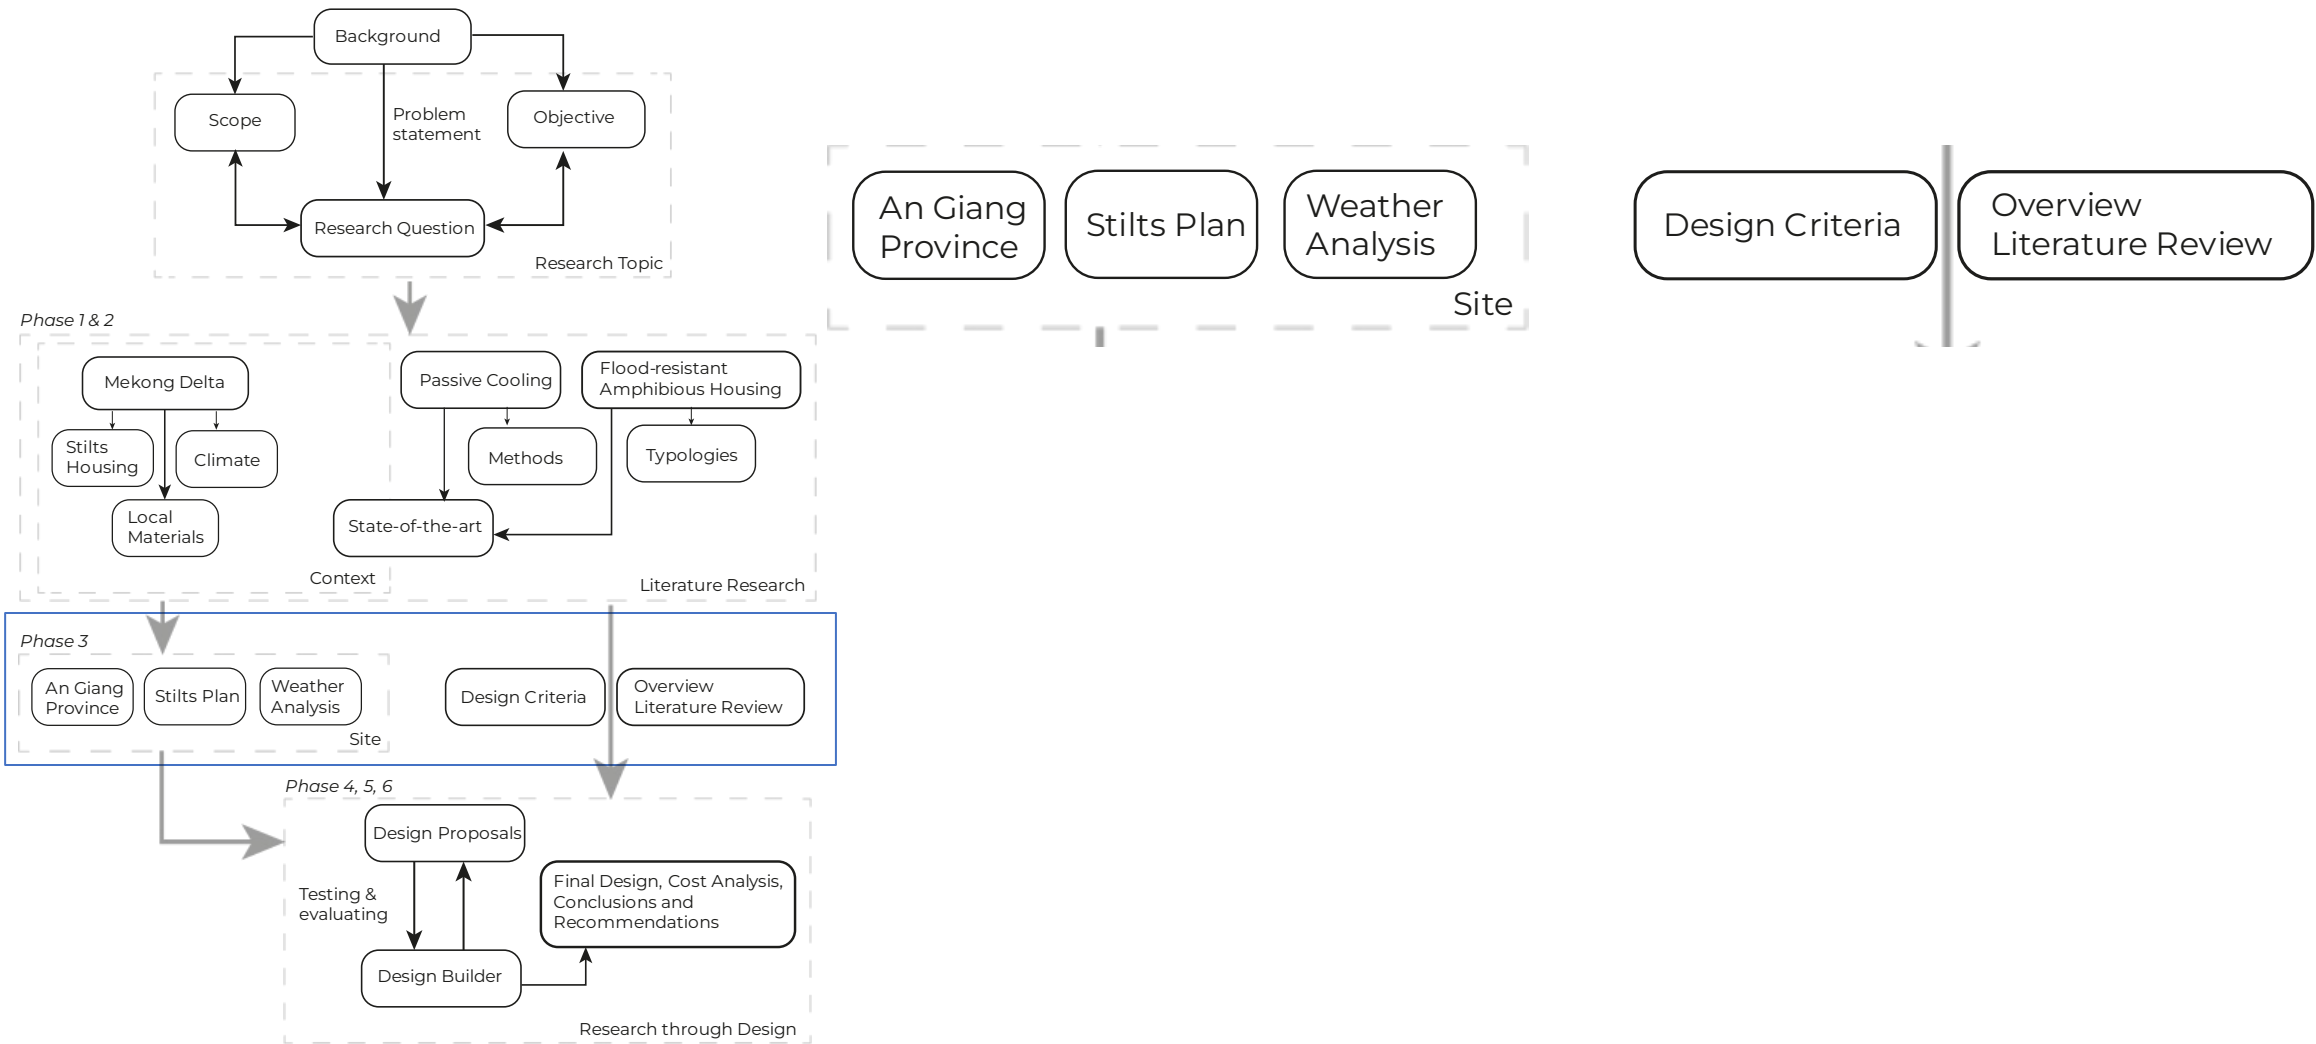 Background
Scope
Problem
statement
Objective
Research Question
Research Topic
Phase 1 & 2
Mekong Delta
Passive Cooling
Flood-resistant
Amphibious Housing
Stilts
Housing
Climate
Methods
Typologies
Local
Materials
State-of-the-art
Context
Literature Research
Phase 3
An Giang
Province
Stilts Plan
Weather
Analysis
Site
Design Criteria
Overview
Literature Review
Phase 4, 5, 6
Design Proposals
Testing &
evaluating
Final Design, Cost Analysis,
Conclusions and
Recommendations
Design Builder
Research through Design
An Giang
Province
Stilts Plan
Weather
Analysis
Site
Design Criteria
Overview
Literature Review